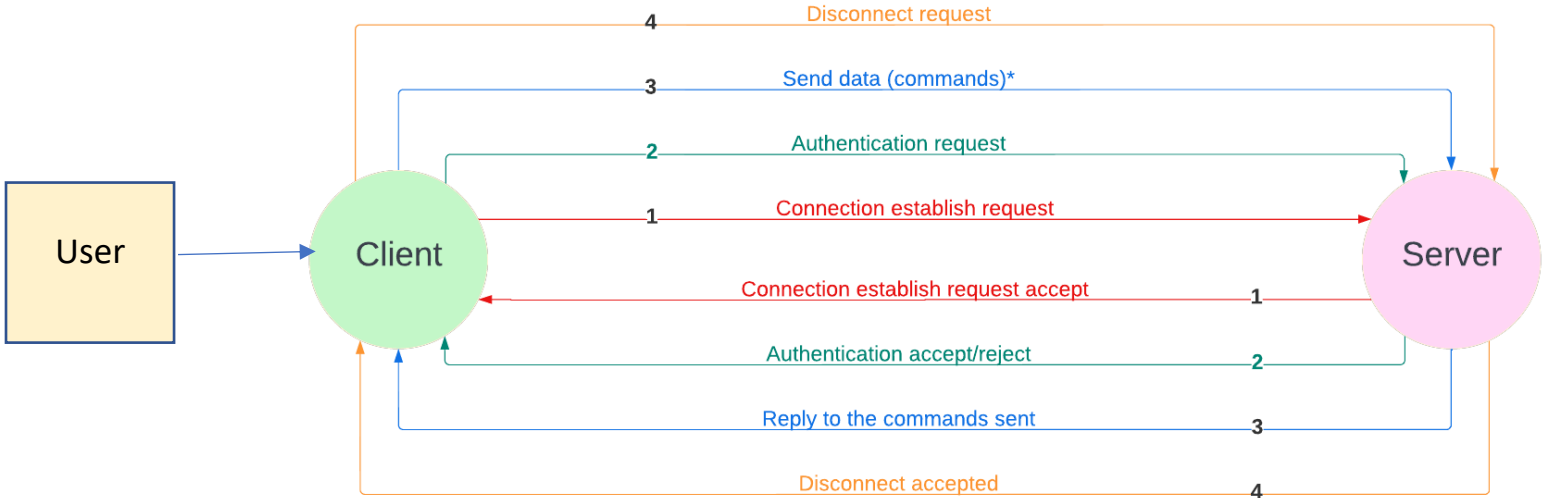 4 Disconnect request
3 Send data (commands)*
2 Authentication request
1 Connection establish request
User
Client
Server
Connection establish request accept 1
Authentication accept/reject 2
Reply to the commands sent 3
Disconnect accepted 4